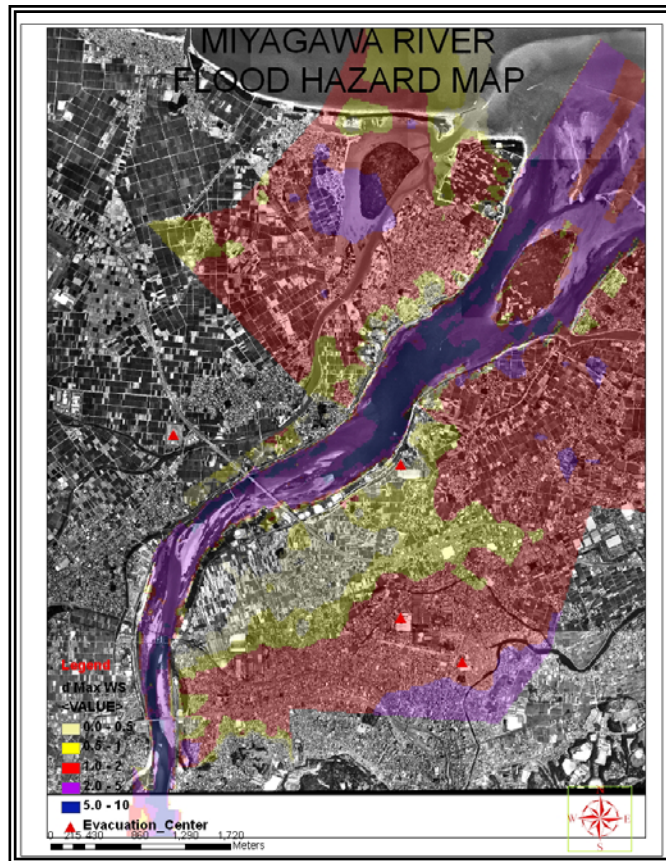 MIYAGAWA RIVER
FLOOD HAZARD MAP
Legend
d Max WS
<VALUE>
0.0 - 0.5
0.5 - 1
1.0 - 2
2.0 - 5
5.0 - 10
Evacuation_Center
0 215 430 860 1,290 1,720
Meters
N
W E
S